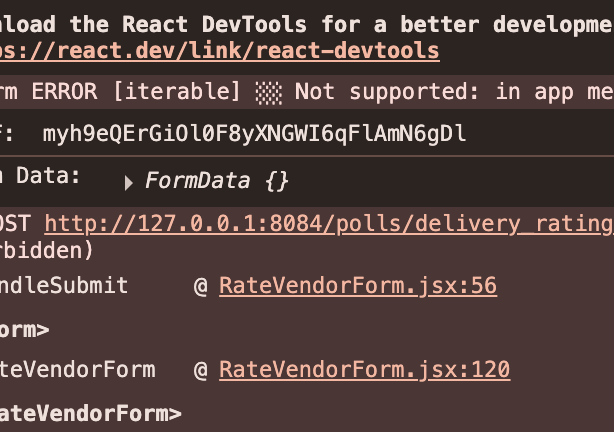 nload the React DevTools for a better developme
ps://react.dev/link/react-devtools
rm ERROR [iterable] ░░ Not supported: in app me
F: myh9eQErGiOl0F8yXNGWI6qFlAmN6gDl
n Data: ▸ FormData {}
OST http://127.0.0.1:8084/polls/delivery_rating
rbidden)
ndleSubmit @ RateVendorForm.jsx:56
orm>
teVendorForm @ RateVendorForm.jsx:120
ateVendorForm>